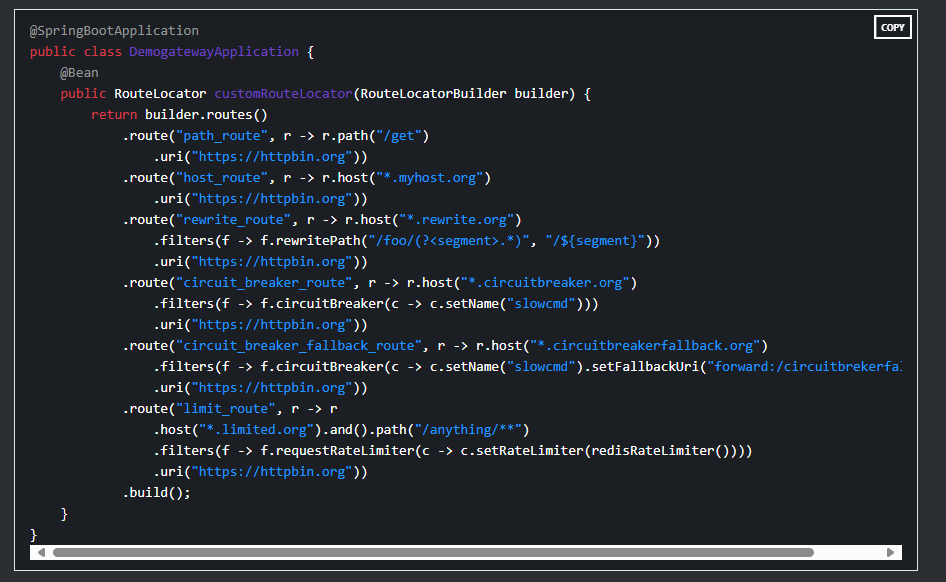 COPY
@SpringBootApplication
public class DemogatewayApplication {
    @Bean
    public RouteLocator customRouteLocator(RouteLocatorBuilder builder) {
        return builder.routes()
            .route("path_route", r -> r.path("/get")
                .uri("https://httpbin.org"))
            .route("host_route", r -> r.host("*.myhost.org")
                .uri("https://httpbin.org"))
            .route("rewrite_route", r -> r.host("*.rewrite.org")
                .filters(f -> f.rewritePath("/foo/(?<segment>.*)", "/${segment}"))
                .uri("https://httpbin.org"))
            .route("circuit_breaker_route", r -> r.host("*.circuitbreaker.org")
                .filters(f -> f.circuitBreaker(c -> c.setName("slowcmd")))
                .uri("https://httpbin.org"))
            .route("circuit_breaker_fallback_route", r -> r.host("*.circuitbreakerfallback.org")
                .filters(f -> f.circuitBreaker(c -> c.setName("slowcmd").setFallbackUri("forward:/circuitbrekerfa
                .uri("https://httpbin.org"))
            .route("limit_route", r -> r
                .host("*.limited.org").and().path("/anything/**")
                .filters(f -> f.requestRateLimiter(c -> c.setRateLimiter(redisRateLimiter())))
                .uri("https://httpbin.org"))
            .build();
    }
}